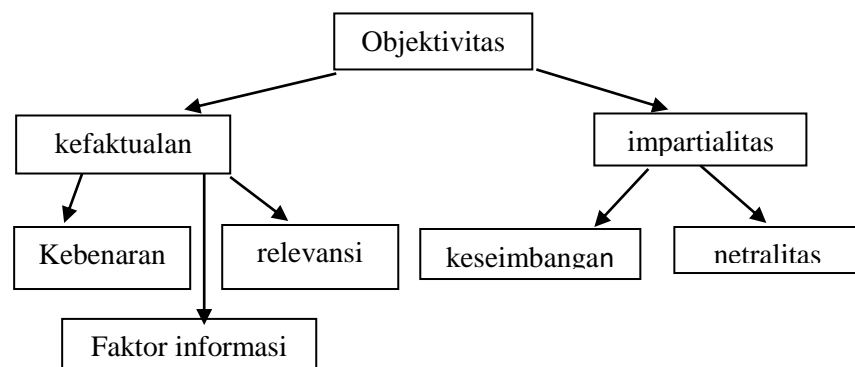 Objektivitas
kefaktualan
impartialitas
Kebenaran
relevansi
keseimbangan
netralitas
Faktor informasi